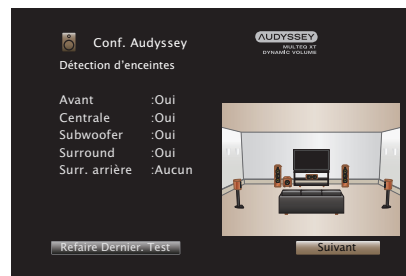 Conf. Audyssey
AUDYSSEY
MULTEQ XT
DYNAMIC VOLUME
Détection d'enceintes
Avant :Oui
Centrale :Oui
Subwoofer :Oui
Surround :Oui
Surr. arrière :Aucun
Refaire Dernier. Test
Suivant